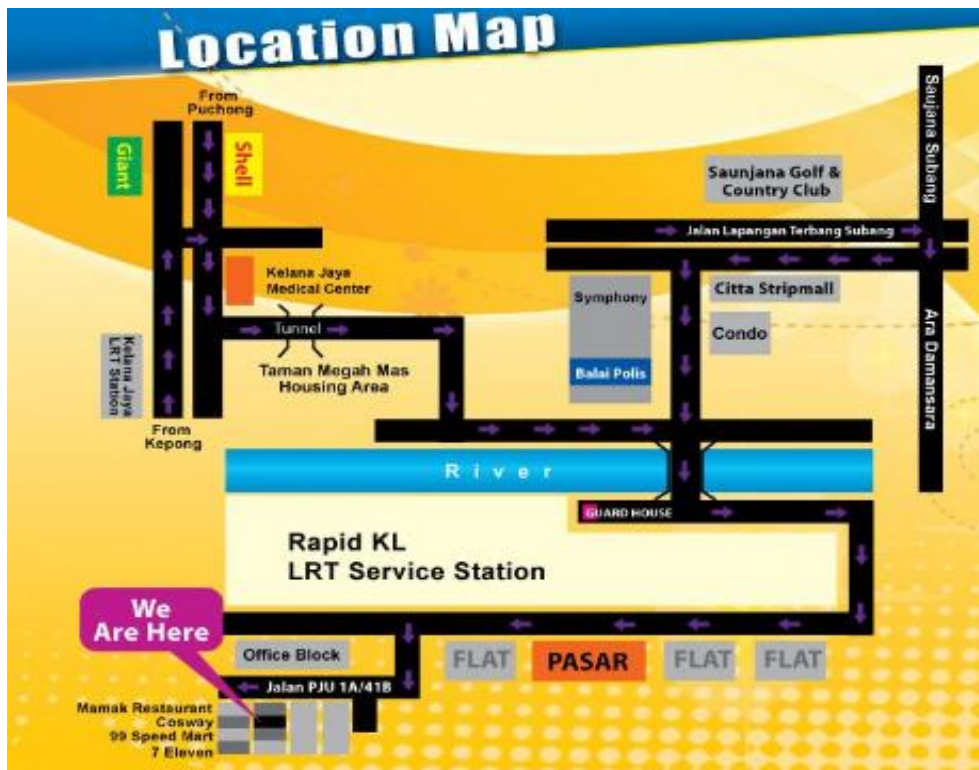 Location Map
From
Puchong
Giant
Shell
Saujana Subang
Saunjana Golf &
Country Club
Jalan Lapangan Terbang Subang
Kelana Jaya
Medical Center
Symphony
Citta Stripmall
Tunnel
Condo
Ara Damansara
Kelana Jaya
LRT Station
Taman Megah Mas
Housing Area
Balai Polis
From
Kepong
River
GUARD HOUSE
Rapid KL
LRT Service Station
We
Are Here
Office Block
FLAT
PASAR
FLAT
FLAT
Jalan PJU 1A/41B
Mamak Restaurant
Cosway
99 Speed Mart
7 Eleven